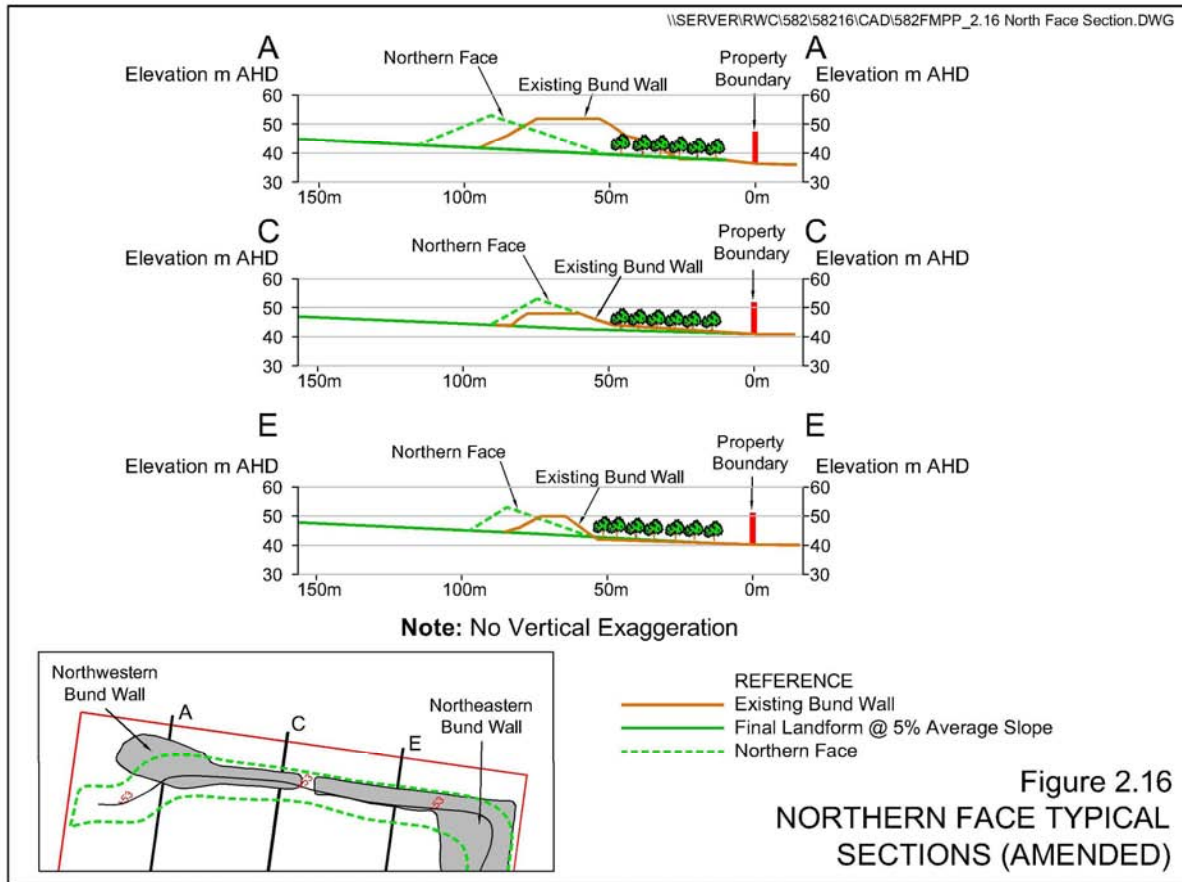 \\SERVER\RWC\582\58216\CAD\582FMPP_2.16 North Face Section.DWG
A
A
Northern Face
Property
Boundary
Elevation m AHD
Existing Bund Wall
Elevation m AHD
60
60
50
50
40
40
30
30
150m
100m
50m
0m
C
C
Northern Face
Property
Boundary
Elevation m AHD
Existing Bund Wall
Elevation m AHD
60
60
50
50
40
40
30
30
150m
100m
50m
0m
E
E
Northern Face
Property
Boundary
Elevation m AHD
Existing Bund Wall
Elevation m AHD
60
60
50
50
40
40
30
30
150m
100m
50m
0m
Note: No Vertical Exaggeration
Northwestern
Bund Wall
A
C
E
Northeastern
Bund Wall
53
53
53
REFERENCE
Existing Bund Wall
Final Landform @ 5% Average Slope
Northern Face
Figure 2.16
NORTHERN FACE TYPICAL
SECTIONS (AMENDED)